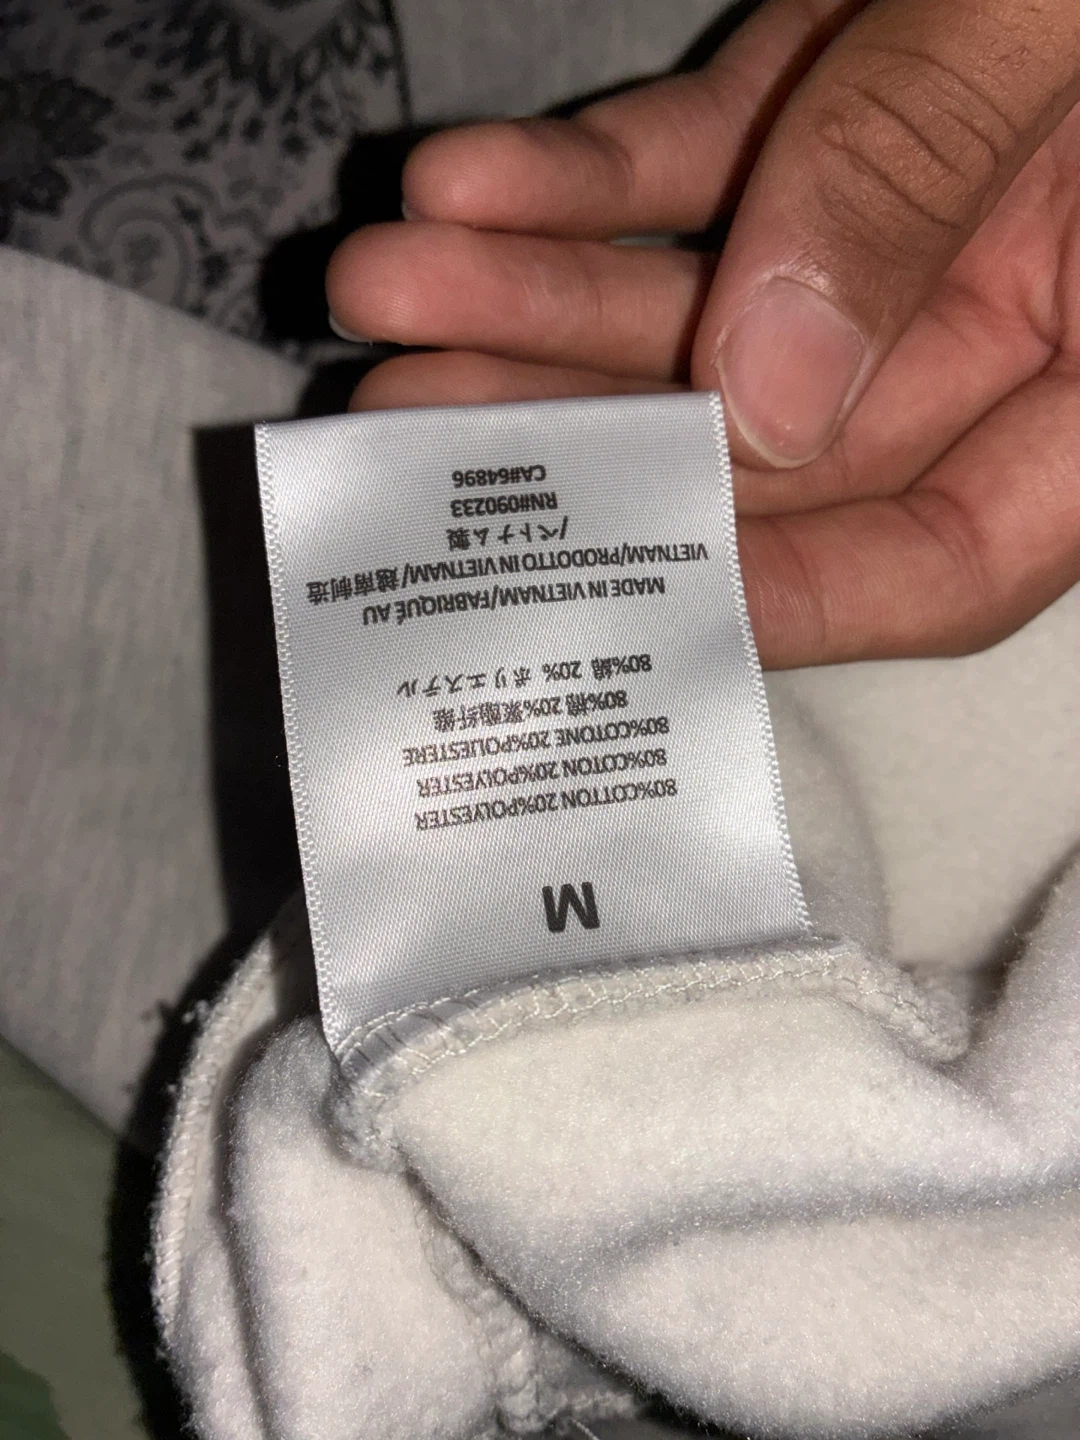 M
80%COTTON 20%POLYESTER
80%COTON 20%POLYESTER
80%COTONE 20%POLIESTERE
80%棉 20%聚酯纤维
80%綿 20% ポリエステル
MADE IN VIETNAM/FABRIQUÉ AU
VIETNAM/PRODOTTO IN VIETNAM/越南制造
/ベトナム製
RN#090233
CA#64896